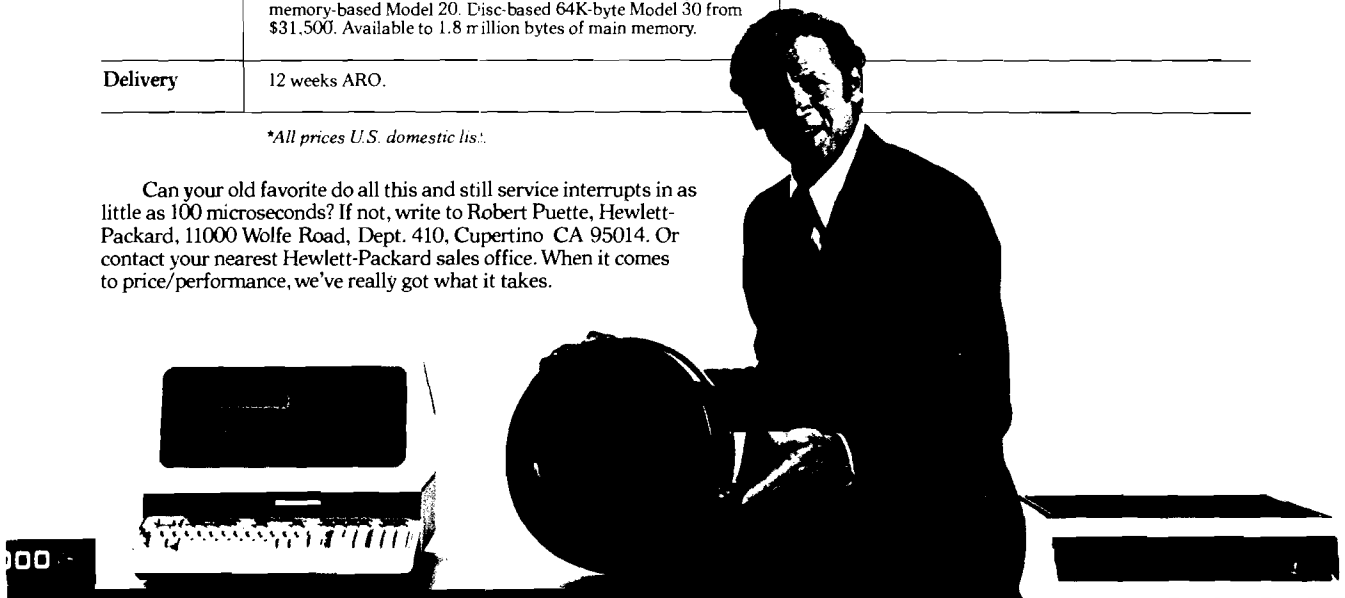 memory-based Model 20. Disc-based 64K-byte Model 30 from
$31,500. Available to 1.8 million bytes of main memory.
Delivery
12 weeks ARO.
*All prices U.S. domestic list.
Can your old favorite do all this and still service interrupts in as
little as 100 microseconds? If not, write to Robert Puette, Hewlett-
Packard, 11000 Wolfe Road, Dept. 410, Cupertino CA 95014. Or
contact your nearest Hewlett-Packard sales office. When it comes
to price/performance, we've really got what it takes.
000